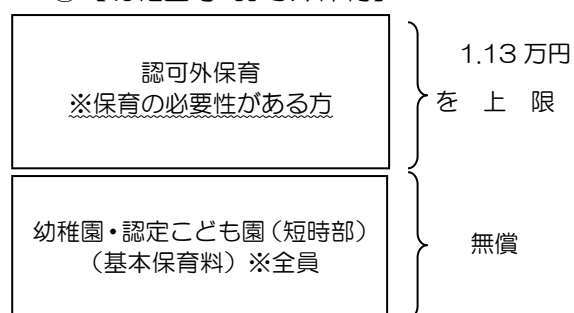 認可外保育
※保育の必要性がある方
1.13 万円
を 上 限
幼稚園・認定こども園（短時部）
（基本保育料）※全員
無償